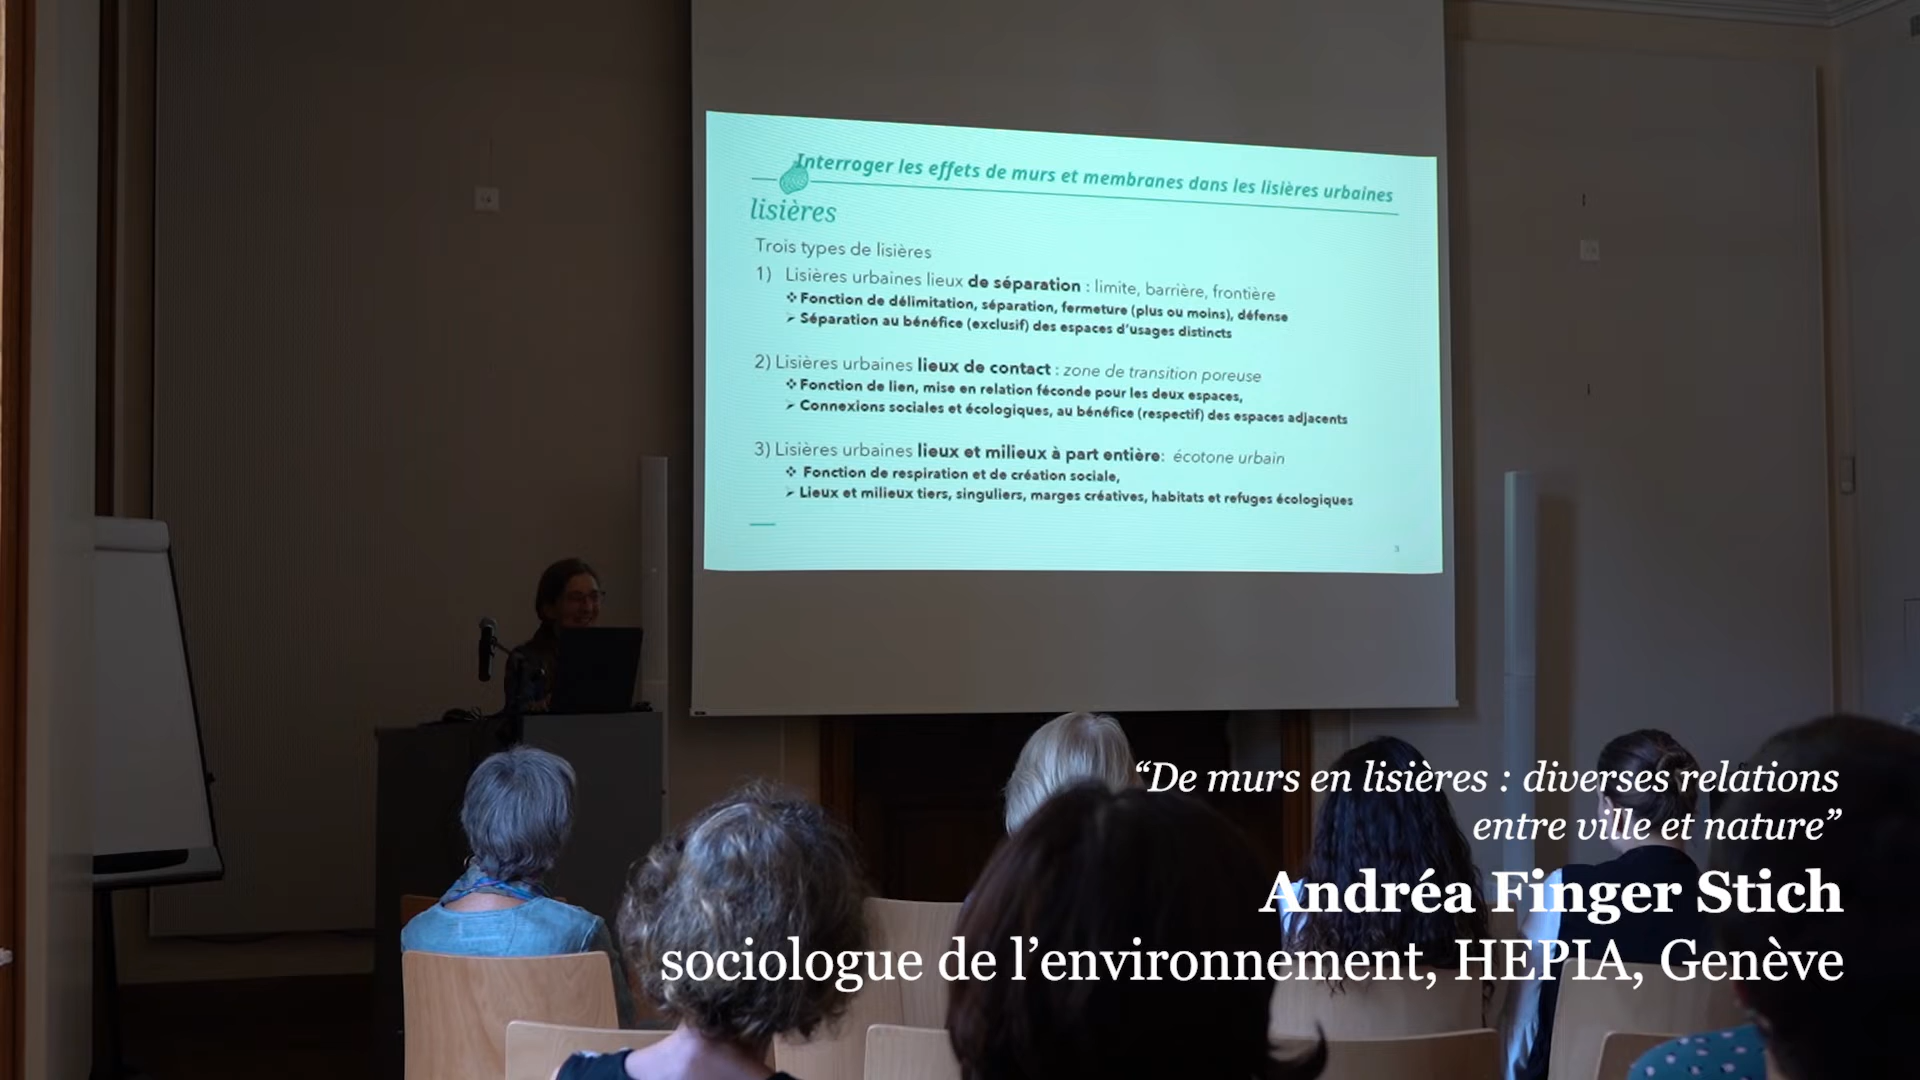 Interroger les effets de murs et membranes dans les lisières urbaines
lisières
Trois types de lisières
1) Lisières urbaines lieux de séparation : limite, barrière, frontière
❖ Fonction de délimitation, séparation, fermeture (plus ou moins), défense
➢ Séparation au bénéfice (exclusif) des espaces d’usages distincts
2) Lisières urbaines lieux de contact : zone de transition poreuse
❖ Fonction de lien, mise en relation féconde pour les deux espaces,
➢ Connexions sociales et écologiques, au bénéfice (respectif) des espaces adjacents
3) Lisières urbaines lieux et milieux à part entière: écotone urbain
❖ Fonction de respiration et de création sociale,
➢ Lieux et milieux tiers, singuliers, marges créatives, habitats et refuges écologiques
3
“De murs en lisières : diverses relations
entre ville et nature”
Andréa Finger Stich
sociologue de l’environnement, HEPIA, Genève